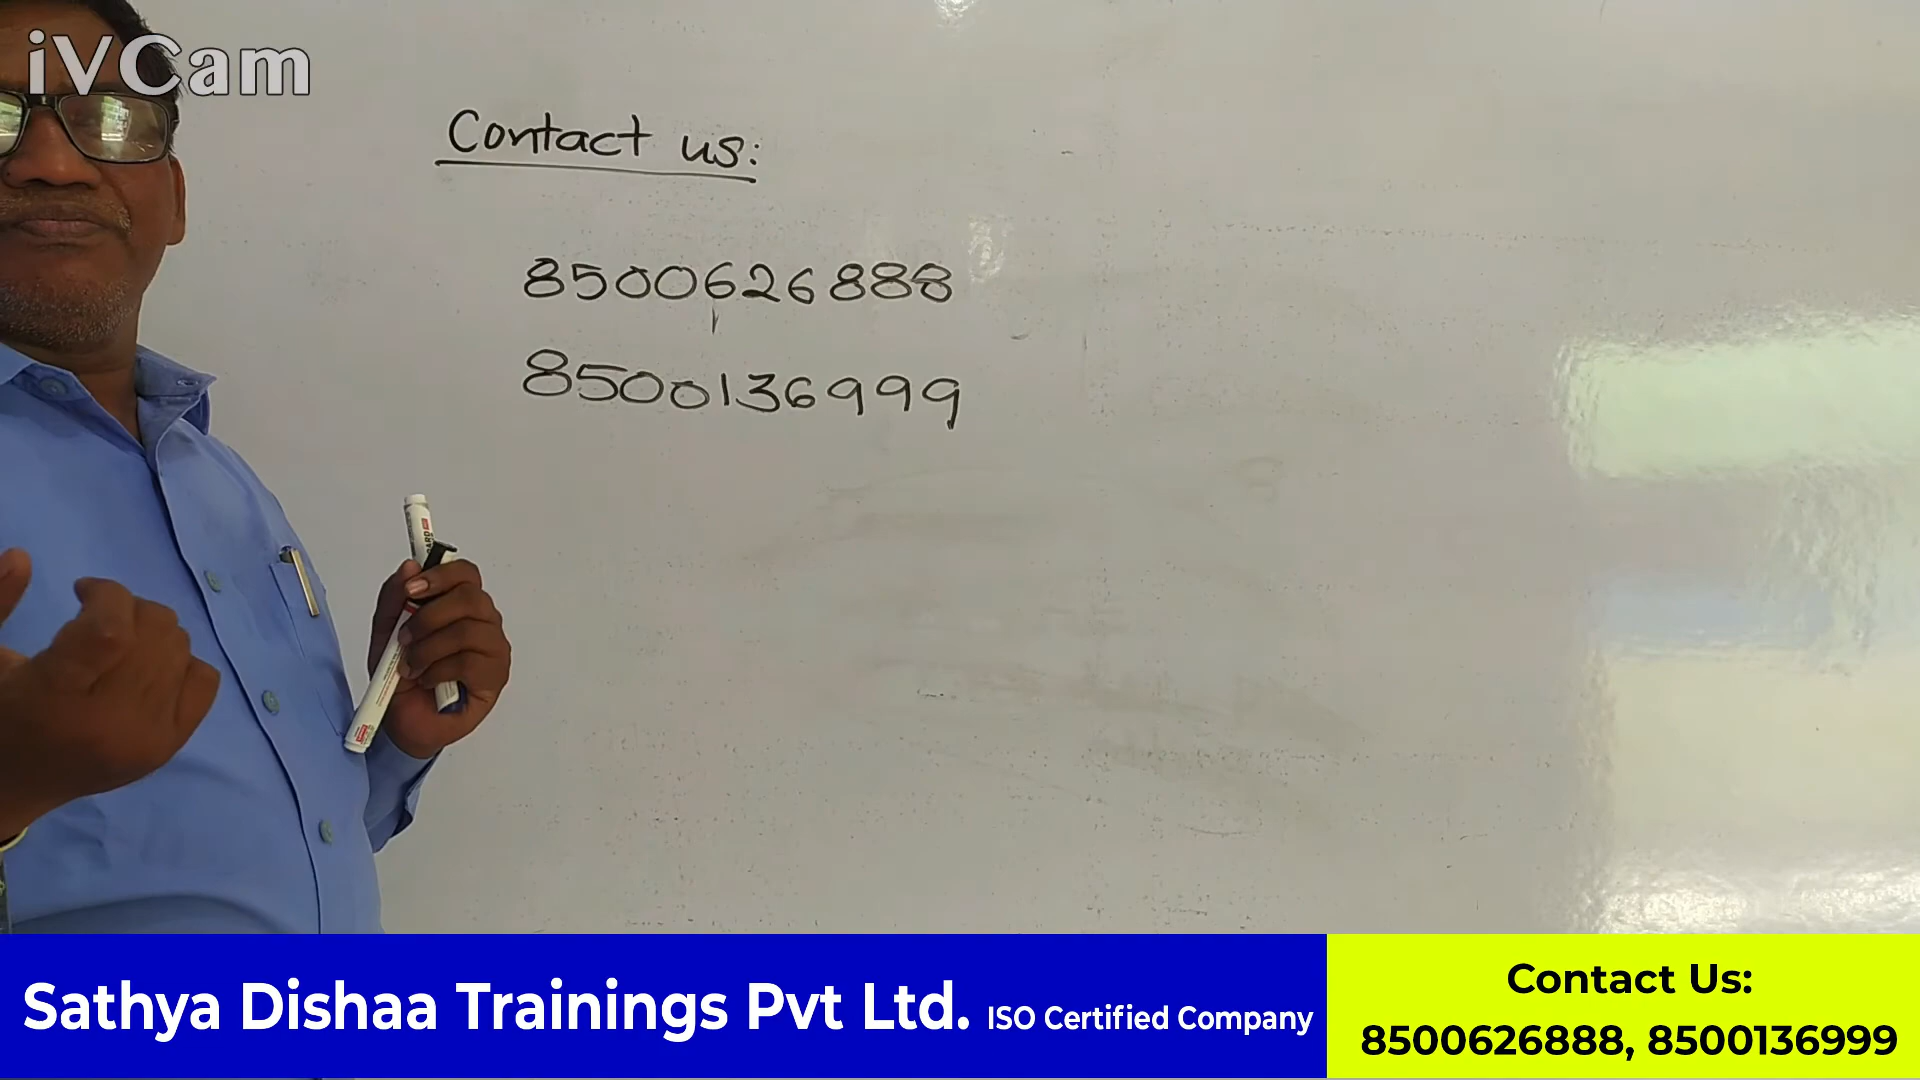 iVCam
Contact us:
8500626888
8500136999
Sathya Dishaa Trainings Pvt Ltd. ISO Certified Company
Contact Us:
8500626888, 8500136999